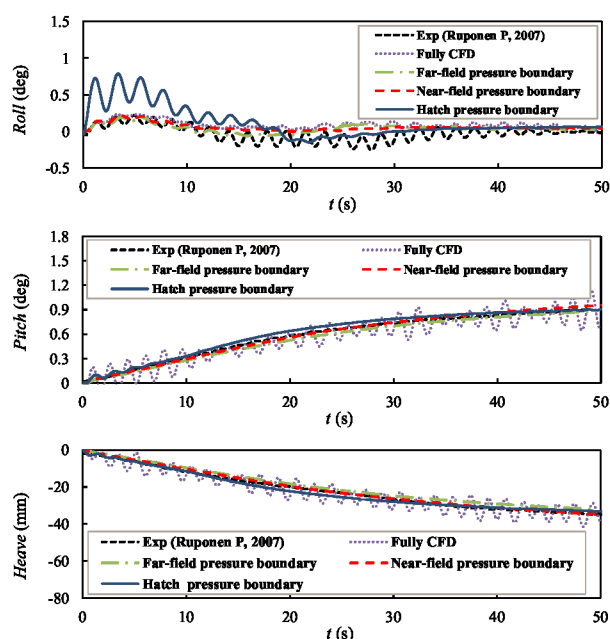 1.5
1
0.5
0
-0.5
Roll (deg)
Exp (Ruponen P, 2007)
Fully CFD
Far-field pressure boundary
Near-field pressure boundary
Hatch pressure boundary
0 10 20 30 40 50
t (s)
1.8
1.5
1.2
0.9
0.6
0.3
0
Pitch (deg)
Exp (Ruponen P, 2007) Fully CFD
Far-field pressure boundary Near-field pressure boundary
Hatch pressure boundary
0 10 20 30 40 50
t (s)
0
-20
-40
-60
-80
Heave (mm)
Exp (Ruponen P, 2007) Fully CFD
Far-field pressure boundary Near-field pressure boundary
Hatch pressure boundary
0 10 20 30 40 50
t (s)